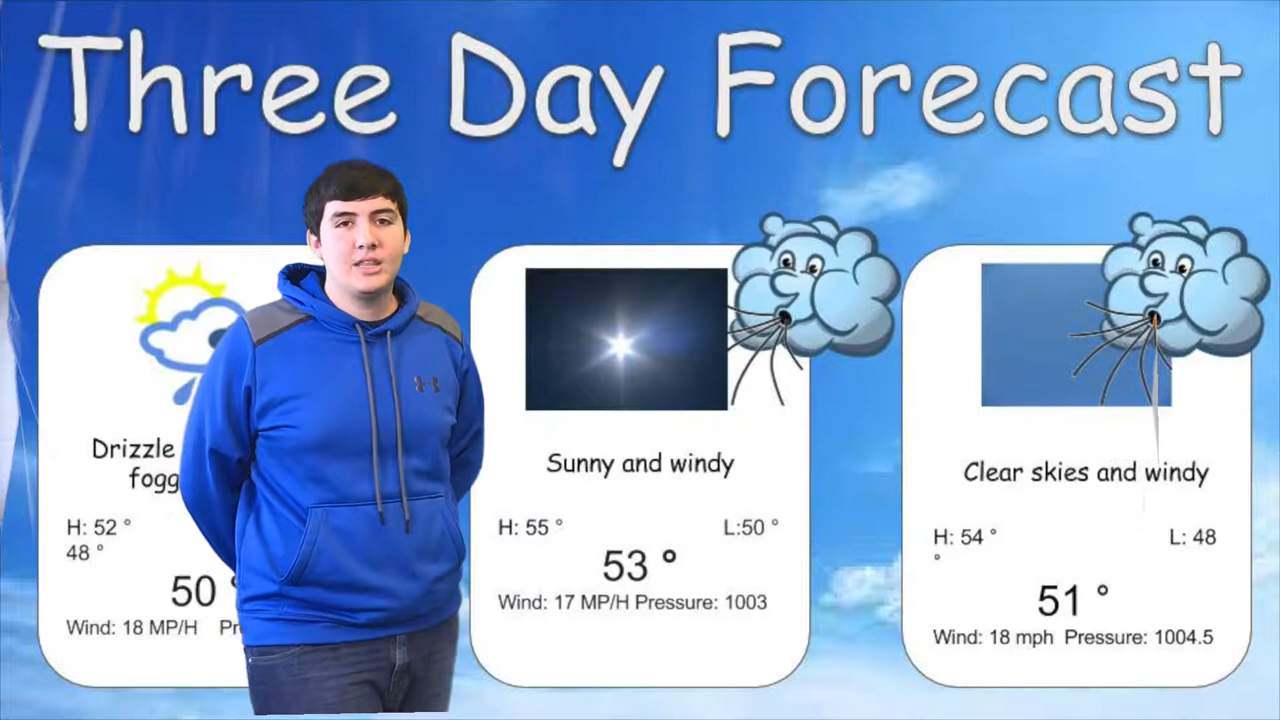 Three Day Forecast
Drizzle
fogg
H: 52 °
48 °
50 °
Wind: 18 MP/H
Sunny and windy
H: 55 ° L:50 °
53 °
Wind: 17 MP/H Pressure: 1003
Clear skies and windy
H: 54 ° L: 48
°
51 °
Wind: 18 mph Pressure: 1004.5